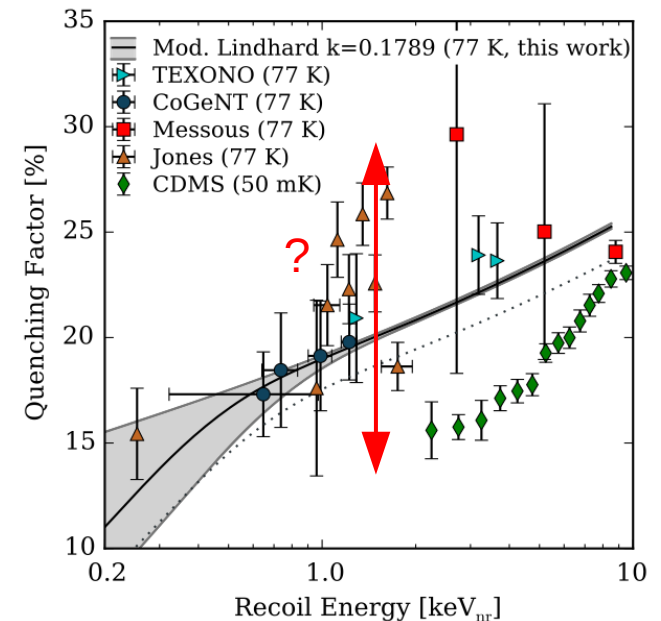 35
30
25
20
15
10
Quenching Factor [%]
Mod. Lindhard k=0.1789 (77 K, this work)
TEXONO (77 K)
CoGeNT (77 K)
Messous (77 K)
Jones (77 K)
CDMS (50 mK)
?
0.2
1.0
10
Recoil Energy [keVnr]